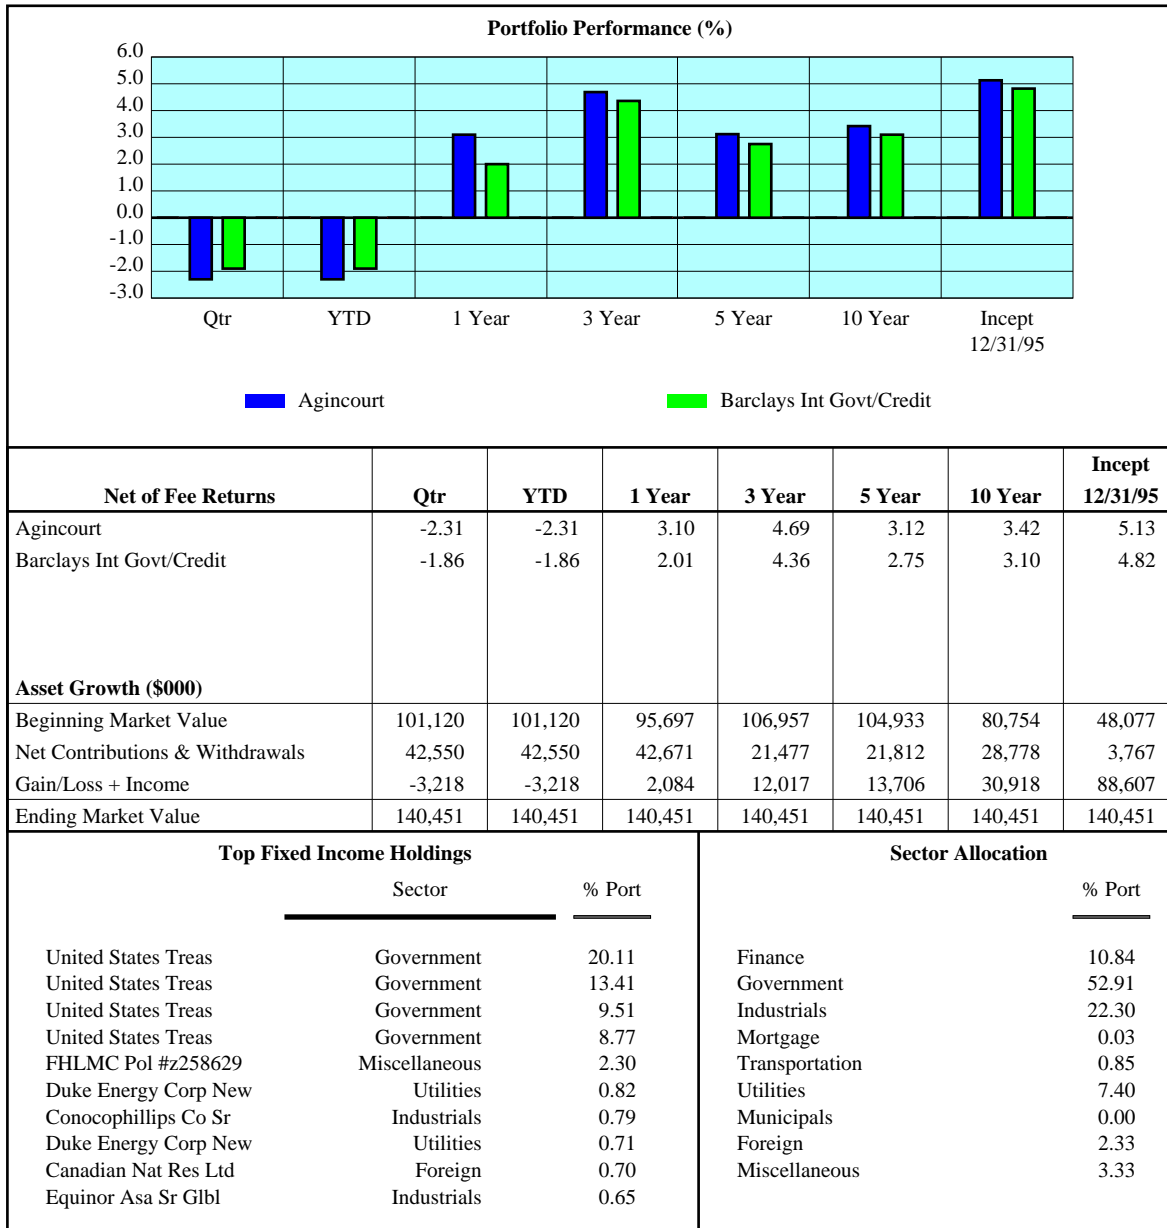 Portfolio Performance (%)
6.0
5.0
4.0
3.0
2.0
1.0
0.0
-1.0
-2.0
-3.0
Qtr YTD 1 Year 3 Year 5 Year 10 Year Incept
12/31/95
Agincourt Barclays Int Govt/Credit
Incept
Net of Fee Returns Qtr YTD 1 Year 3 Year 5 Year 10 Year 12/31/95
Agincourt -2.31 -2.31 3.10 4.69 3.12 3.42 5.13
Barclays Int Govt/Credit -1.86 -1.86 2.01 4.36 2.75 3.10 4.82
Asset Growth ($000)
Beginning Market Value 101,120 101,120 95,697 106,957 104,933 80,754 48,077
Net Contributions & Withdrawals 42,550 42,550 42,671 21,477 21,812 28,778 3,767
Gain/Loss + Income -3,218 -3,218 2,084 12,017 13,706 30,918 88,607
Ending Market Value 140,451 140,451 140,451 140,451 140,451 140,451 140,451
Top Fixed Income Holdings
Sector % Port
United States Treas Government 20.11
United States Treas Government 13.41
United States Treas Government 9.51
United States Treas Government 8.77
FHLMC Pol #z258629 Miscellaneous 2.30
Duke Energy Corp New Utilities 0.82
Conocophillips Co Sr Industrials 0.79
Duke Energy Corp New Utilities 0.71
Canadian Nat Res Ltd Foreign 0.70
Equinor Asa Sr Glbl Industrials 0.65
Sector Allocation
% Port
Finance 10.84
Government 52.91
Industrials 22.30
Mortgage 0.03
Transportation 0.85
Utilities 7.40
Municipals 0.00
Foreign 2.33
Miscellaneous 3.33